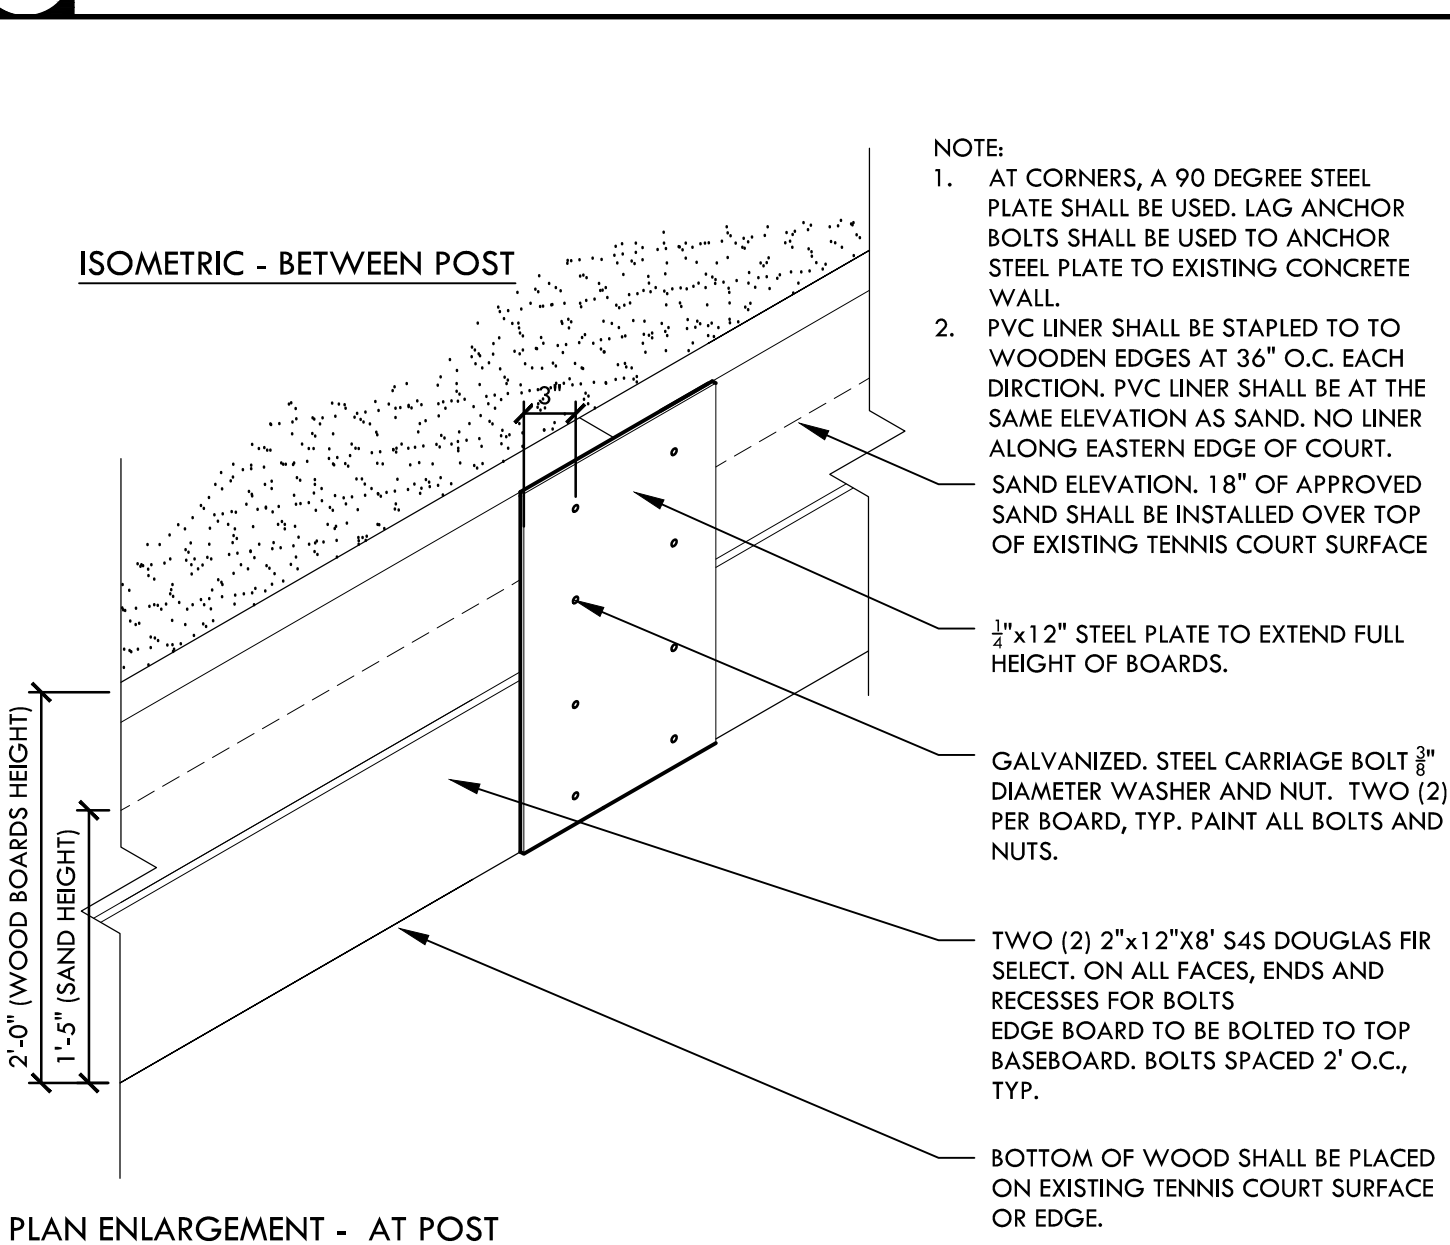 ISOMETRIC - BETWEEN POST
NOTE:
1. AT CORNERS, A 90 DEGREE STEEL
PLATE SHALL BE USED. LAG ANCHOR
BOLTS SHALL BE USED TO ANCHOR
STEEL PLATE TO EXISTING CONCRETE
WALL.
2. PVC LINER SHALL BE STAPLED TO TO
WOODEN EDGES AT 36" O.C. EACH
DIRCTION. PVC LINER SHALL BE AT THE
SAME ELEVATION AS SAND. NO LINER
ALONG EASTERN EDGE OF COURT.
3"
SAND ELEVATION. 18" OF APPROVED
SAND SHALL BE INSTALLED OVER TOP
OF EXISTING TENNIS COURT SURFACE
1/4"x12" STEEL PLATE TO EXTEND FULL
HEIGHT OF BOARDS.
GALVANIZED. STEEL CARRIAGE BOLT 3/8"
DIAMETER WASHER AND NUT. TWO (2)
PER BOARD, TYP. PAINT ALL BOLTS AND
NUTS.
TWO (2) 2"x12"X8' S4S DOUGLAS FIR
SELECT. ON ALL FACES, ENDS AND
RECESSES FOR BOLTS
EDGE BOARD TO BE BOLTED TO TOP
BASEBOARD. BOLTS SPACED 2' O.C.,
TYP.
BOTTOM OF WOOD SHALL BE PLACED
ON EXISTING TENNIS COURT SURFACE
OR EDGE.
2'-0" (WOOD BOARDS HEIGHT)
1'-5" (SAND HEIGHT)
PLAN ENLARGEMENT - AT POST